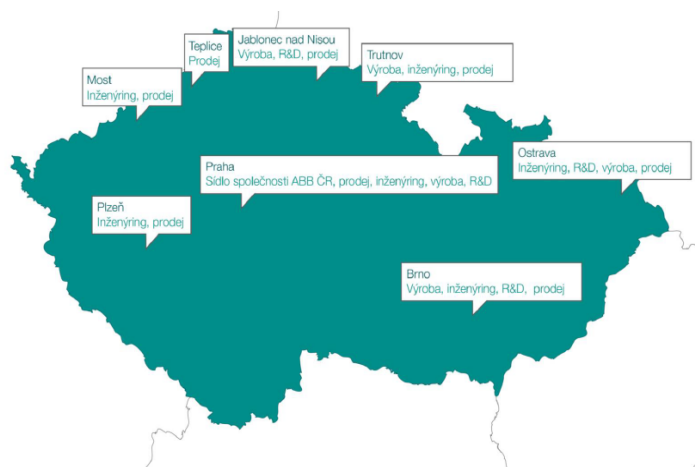 Teplice
Prodej
Jablonec nad Nisou
Výroba, R&D, prodej
Trutnov
Výroba, inženýring, prodej
Most
Inženýring, prodej
Praha
Sídlo společnosti ABB ČR, prodej, inženýring, výroba, R&D
Ostrava
Inženýring, R&D, výroba, prodej
Plzeň
Inženýring, prodej
Brno
Výroba, inženýring, R&D, prodej